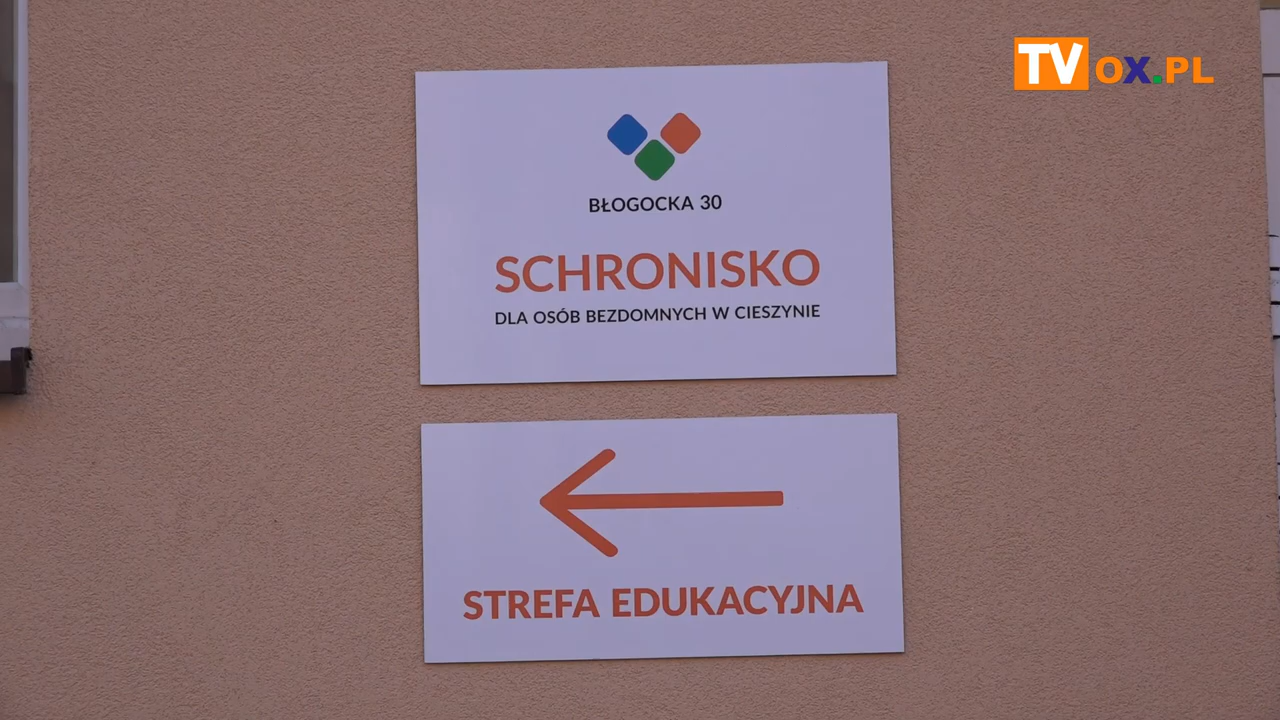 TVOX.PL
BŁOGOCKA 30
SCHRONISKO
DLA OSÓB BEZDOMNYCH W CIESZYNIE
STREFA EDUKACYJNA